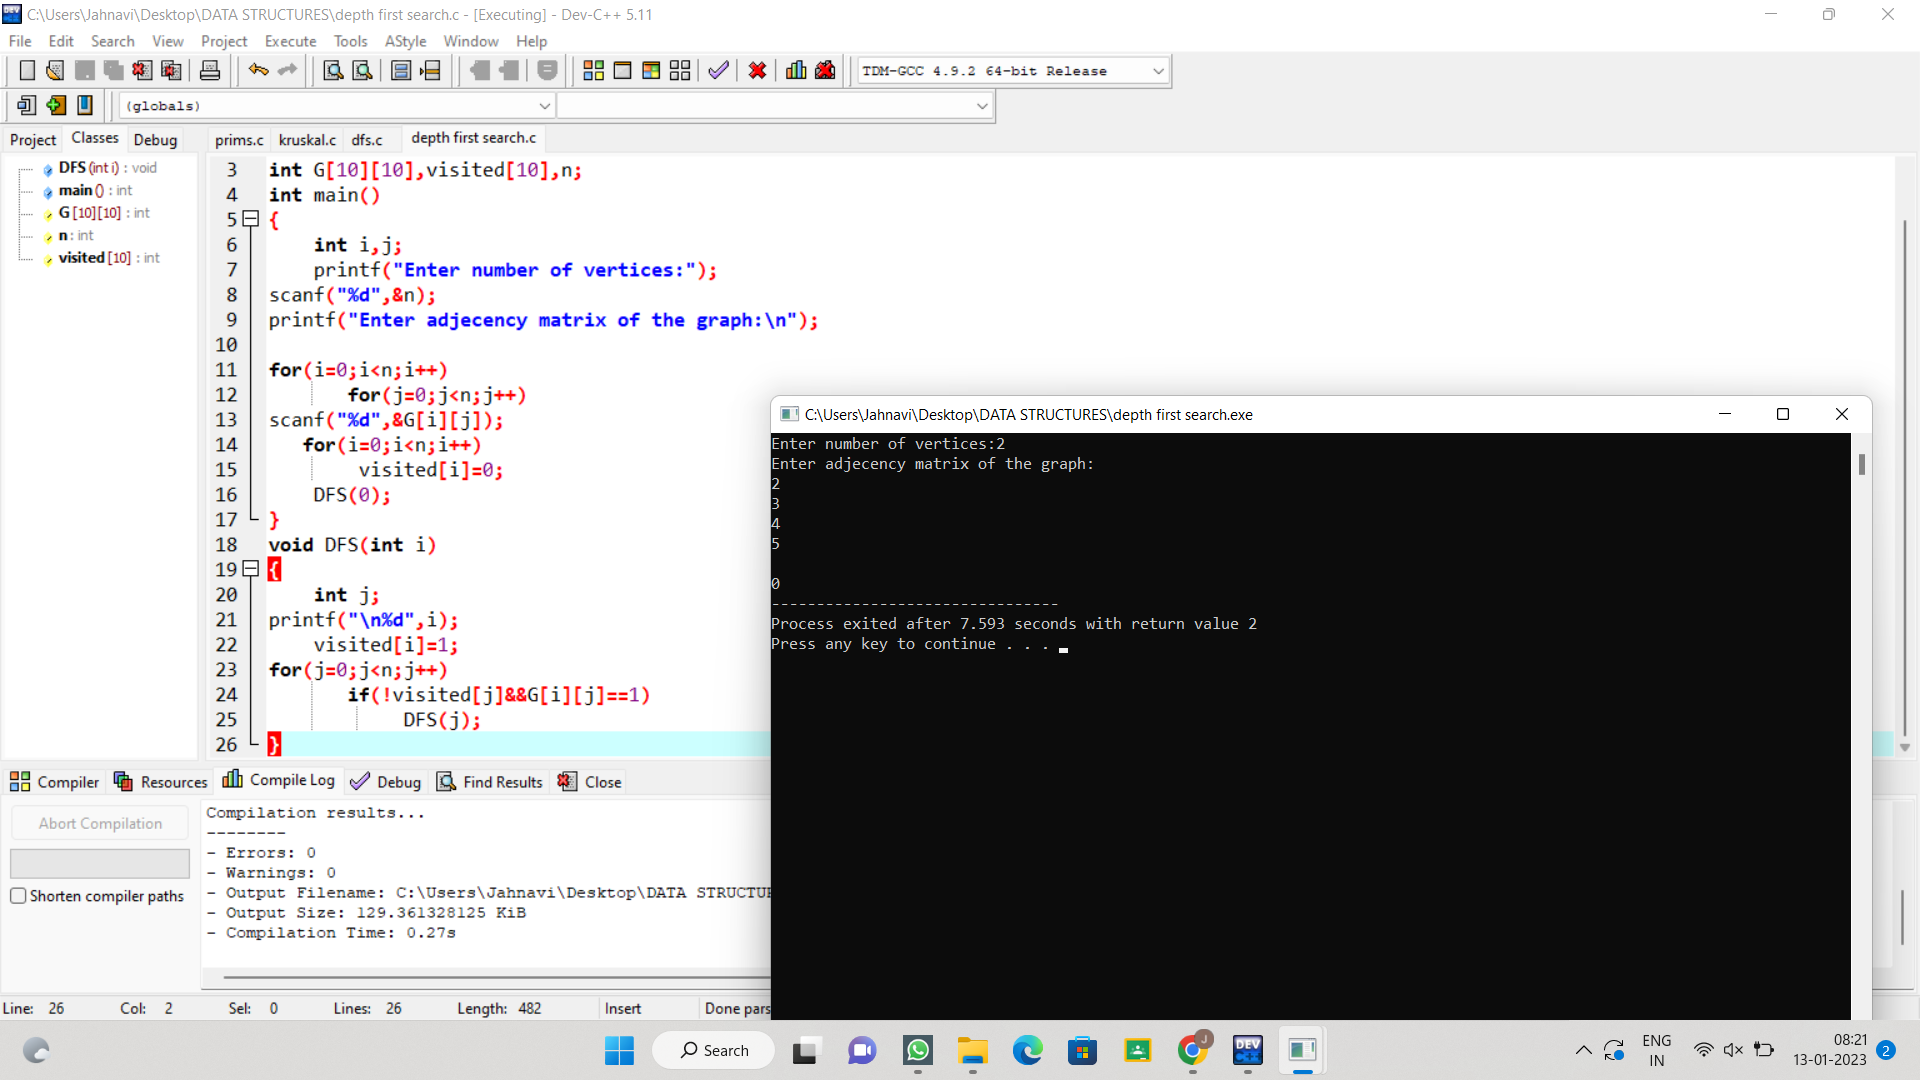 C:\Users\Jahnavi\Desktop\DATA STRUCTURES\depth first search.c - [Executing] - Dev-C++ 5.11
File Edit Search View Project Execute Tools AStyle Window Help
TDM-GCC 4.9.2 64-bit Release
(globals)
Project Classes Debug
prims.c kruskal.c dfs.c depth first search.c
DFS (int i) : void
main () : int
G [10][10] : int
n : int
visited [10] : int
3 int G[10][10],visited[10],n;
4 int main()
5 {
6 int i,j;
7 printf("Enter number of vertices:");
8 scanf("%d",&n);
9 printf("Enter adjecency matrix of the graph:\n");
10
11 for(i=0;i<n;i++)
12 for(j=0;j<n;j++)
13 scanf("%d",&G[i][j]);
14 for(i=0;i<n;i++)
15 visited[i]=0;
16 DFS(0);
17 }
18 void DFS(int i)
19 {
20 int j;
21 printf("\n%d",i);
22 visited[i]=1;
23 for(j=0;j<n;j++)
24 if(!visited[j]&&G[i][j]==1)
25 DFS(j);
26 }
C:\Users\Jahnavi\Desktop\DATA STRUCTURES\depth first search.exe
Enter number of vertices:2
Enter adjecency matrix of the graph:
2
3
4
5
0
--------------------------------
Process exited after 7.593 seconds with return value 2
Press any key to continue . . .
Compiler Resources Compile Log Debug Find Results Close
Abort Compilation
Shorten compiler paths
Compilation results...
--------
- Errors: 0
- Warnings: 0
- Output Filename: C:\Users\Jahnavi\Desktop\DATA STRUCTU
- Output Size: 129.361328125 KiB
- Compilation Time: 0.27s
Line: 26 Col: 2 Sel: 0 Lines: 26 Length: 482 Insert Done pars
Search
DEV C++
J
ENG
IN
08:21
13-01-2023
2